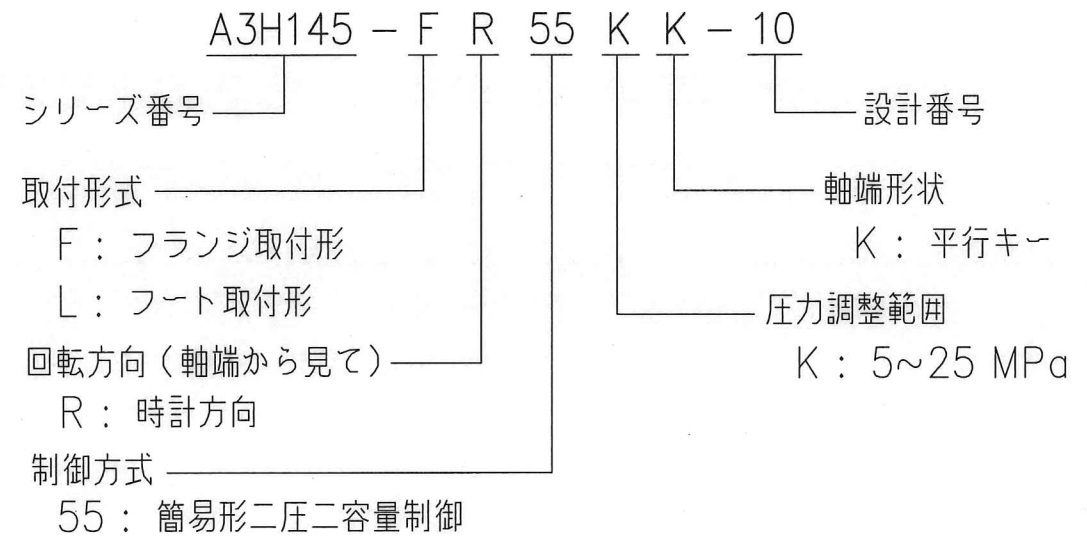 A3H145-F R 55 K K-10
シリーズ番号
設計番号
取付形式
F: フランジ取付形
L: フート取付形
軸端形状
K: 平行キー
圧力調整範囲
K: 5~25 MPa
回転方向(軸端から見て)
R: 時計方向
制御方式
55: 簡易形二圧二容量制御